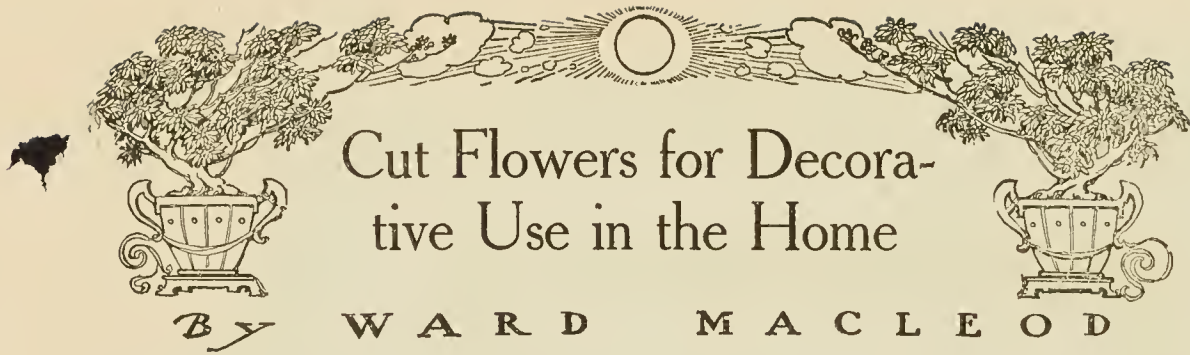 Cut Flowers for Decora-
tive Use in the Home
By WARD MACLEOD